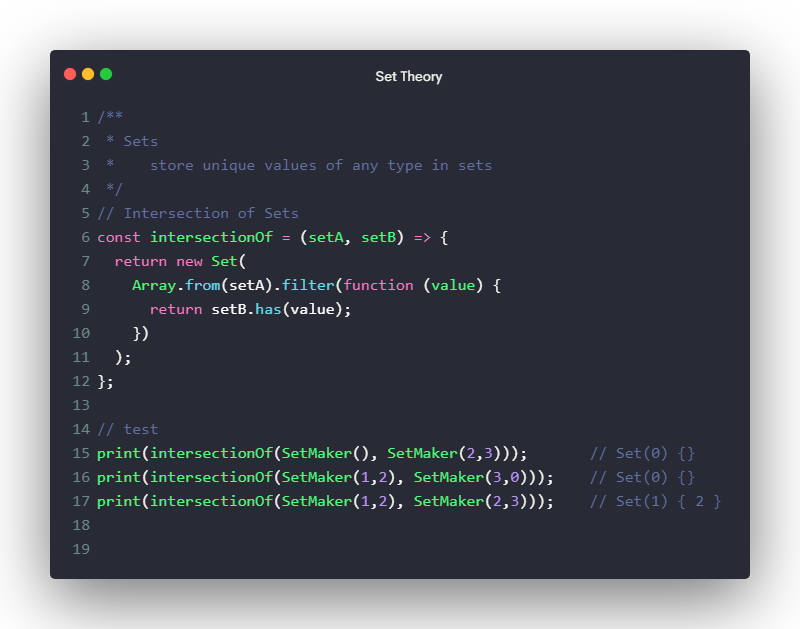 Set Theory
1 /**
2  * Sets
3  *    store unique values of any type in sets
4  */
5 // Intersection of Sets
6 const intersectionOf = (setA, setB) => {
7   return new Set(
8     Array.from(setA).filter(function (value) {
9       return setB.has(value);
10     })
11   );
12 };
13
14 // test
15 print(intersectionOf(SetMaker(), SetMaker(2,3)));       // Set(0) {}
16 print(intersectionOf(SetMaker(1,2), SetMaker(3,0)));    // Set(0) {}
17 print(intersectionOf(SetMaker(1,2), SetMaker(2,3)));    // Set(1) { 2 }
18
19